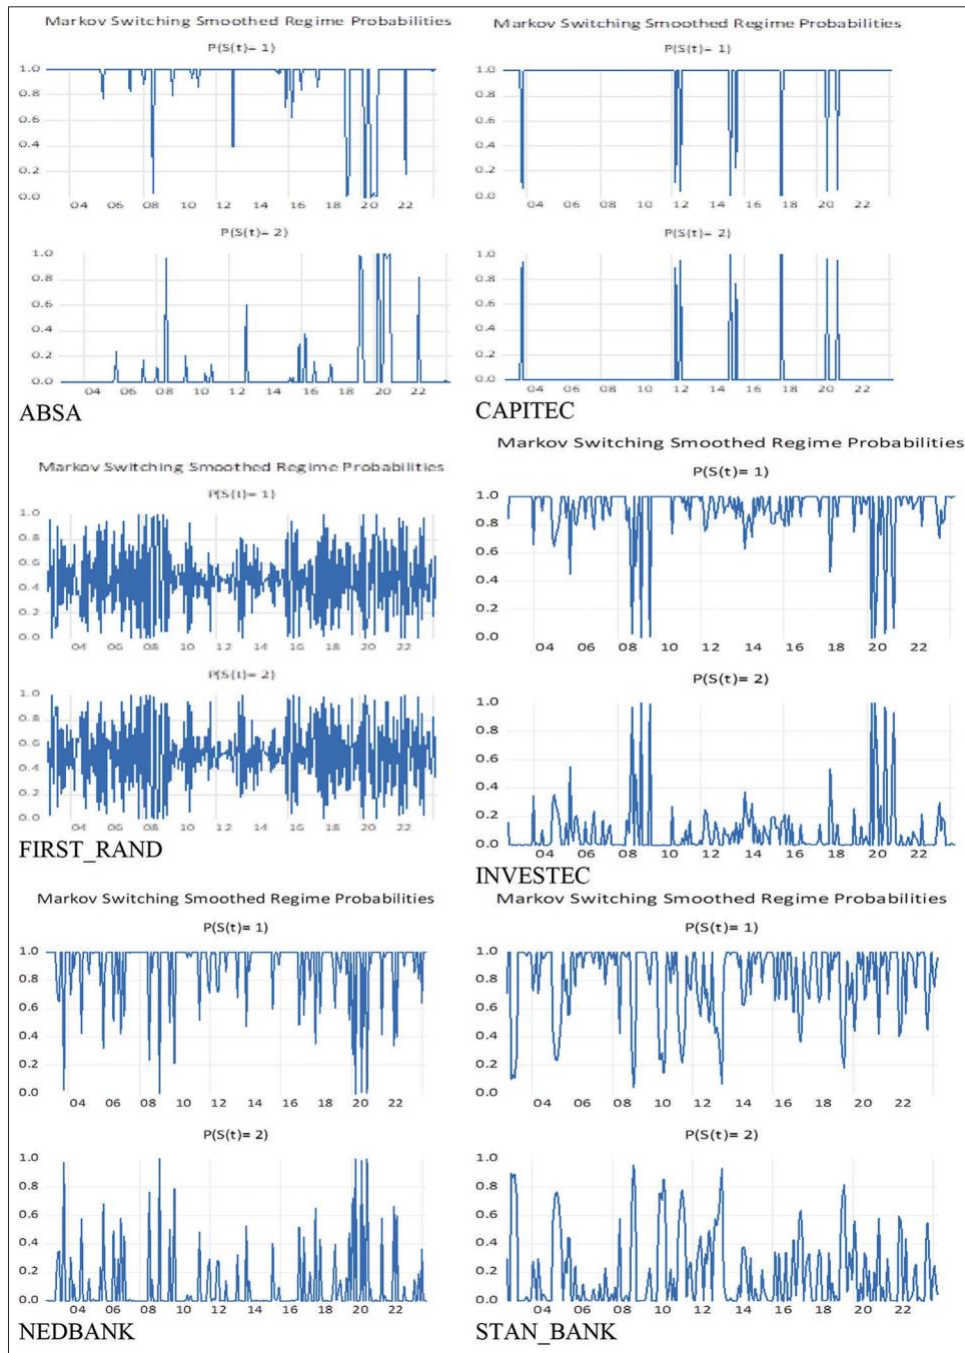 Markov Switching Smoothed Regime Probabilities
P(S(t)= 1)
1.0
0.8
0.6
0.4
0.2
0.0
04 06 08 10 12 14 16 18 20 22
P(S(t)= 2)
1.0
0.8
0.6
0.4
0.2
0.0
04 06 08 10 12 14 16 18 20 22
ABSA
Markov Switching Smoothed Regime Probabilities
P(S(t)= 1)
1.0
0.8
0.6
0.4
0.2
0.0
04 06 08 10 12 14 16 18 20 22
P(S(t)= 2)
1.0
0.8
0.6
0.4
0.2
0.0
04 06 08 10 12 14 16 18 20 22
CAPITEC
Markov Switching Smoothed Regime Probabilities
P(S(t)= 1)
1.0
0.8
0.6
0.4
0.2
0.0
04 06 08 10 12 14 16 18 20 22
P(S(t)= 2)
1.0
0.8
0.6
0.4
0.2
0.0
04 06 08 10 12 14 16 18 20 22
FIRST_RAND
Markov Switching Smoothed Regime Probabilities
P(S(t)= 1)
1.0
0.8
0.6
0.4
0.2
0.0
04 06 08 10 12 14 16 18 20 22
P(S(t)= 2)
1.0
0.8
0.6
0.4
0.2
0.0
04 06 08 10 12 14 16 18 20 22
INVESTEC
Markov Switching Smoothed Regime Probabilities
P(S(t)= 1)
1.0
0.8
0.6
0.4
0.2
0.0
04 06 08 10 12 14 16 18 20 22
P(S(t)= 2)
1.0
0.8
0.6
0.4
0.2
0.0
04 06 08 10 12 14 16 18 20 22
NEDBANK
Markov Switching Smoothed Regime Probabilities
P(S(t)= 1)
1.0
0.8
0.6
0.4
0.2
0.0
04 06 08 10 12 14 16 18 20 22
P(S(t)= 2)
1.0
0.8
0.6
0.4
0.2
0.0
04 06 08 10 12 14 16 18 20 22
STAN_BANK